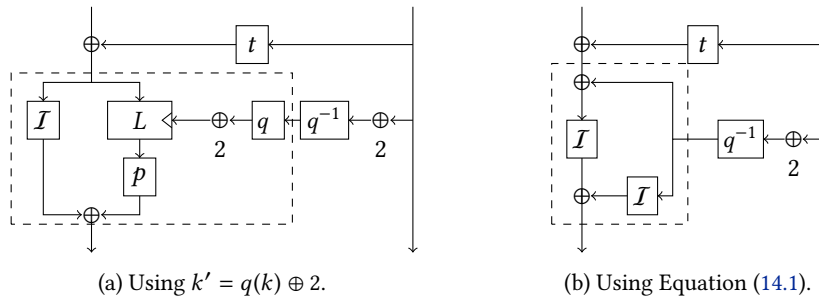 t
t
I
L
q
q⁻¹
I
q⁻¹
2
2
2
p
I
(a) Using k′ = q(k) ⊕ 2.
(b) Using Equation (14.1).